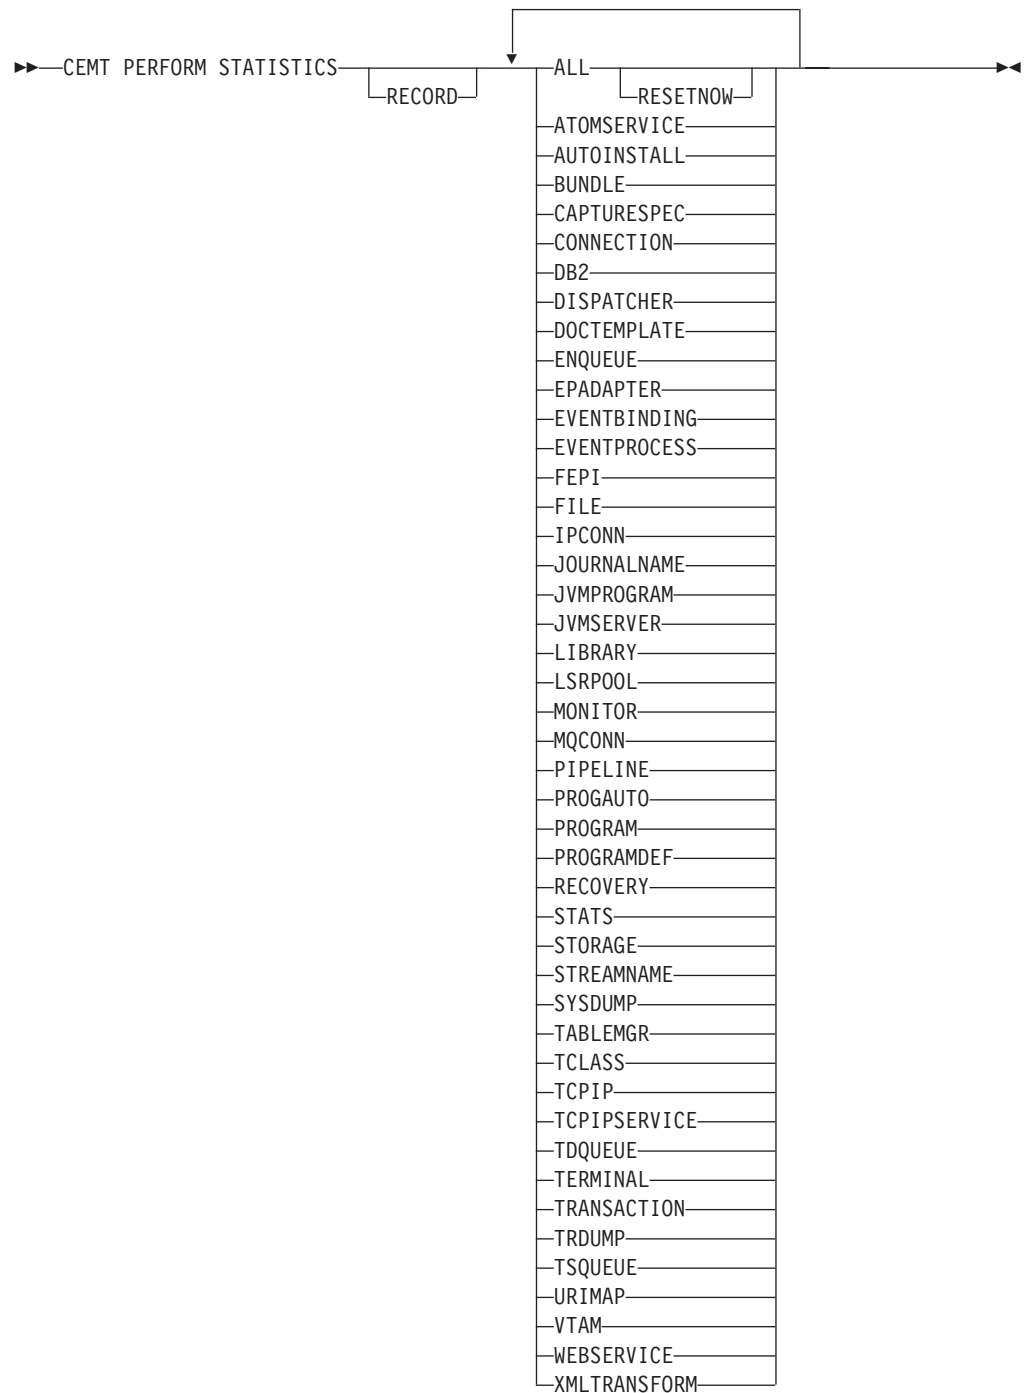 CEMT PERFORM STATISTICS ALL
RECORD RESETNOW
ATOMSERVICE
AUTOINSTALL
BUNDLE
CAPTURESPEC
CONNECTION
DB2
DISPATCHER
DOCTEMPLATE
ENQUEUE
EPADAPTER
EVENTBINDING
EVENTPROCESS
FEPI
FILE
IPCONN
JOURNALNAME
JVMPROGRAM
JVMSERVER
LIBRARY
LSRPOOL
MONITOR
MQCONN
PIPELINE
PROGAUTO
PROGRAM
PROGRAMDEF
RECOVERY
STATS
STORAGE
STREAMNAME
SYSDUMP
TABLEMGR
TCLASS
TCPIP
TCPIPSERVICE
TDQUEUE
TERMINAL
TRANSACTION
TRDUMP
TSQUEUE
URIMAP
VTAM
WEBSERVICE
XMLTRANSFORM